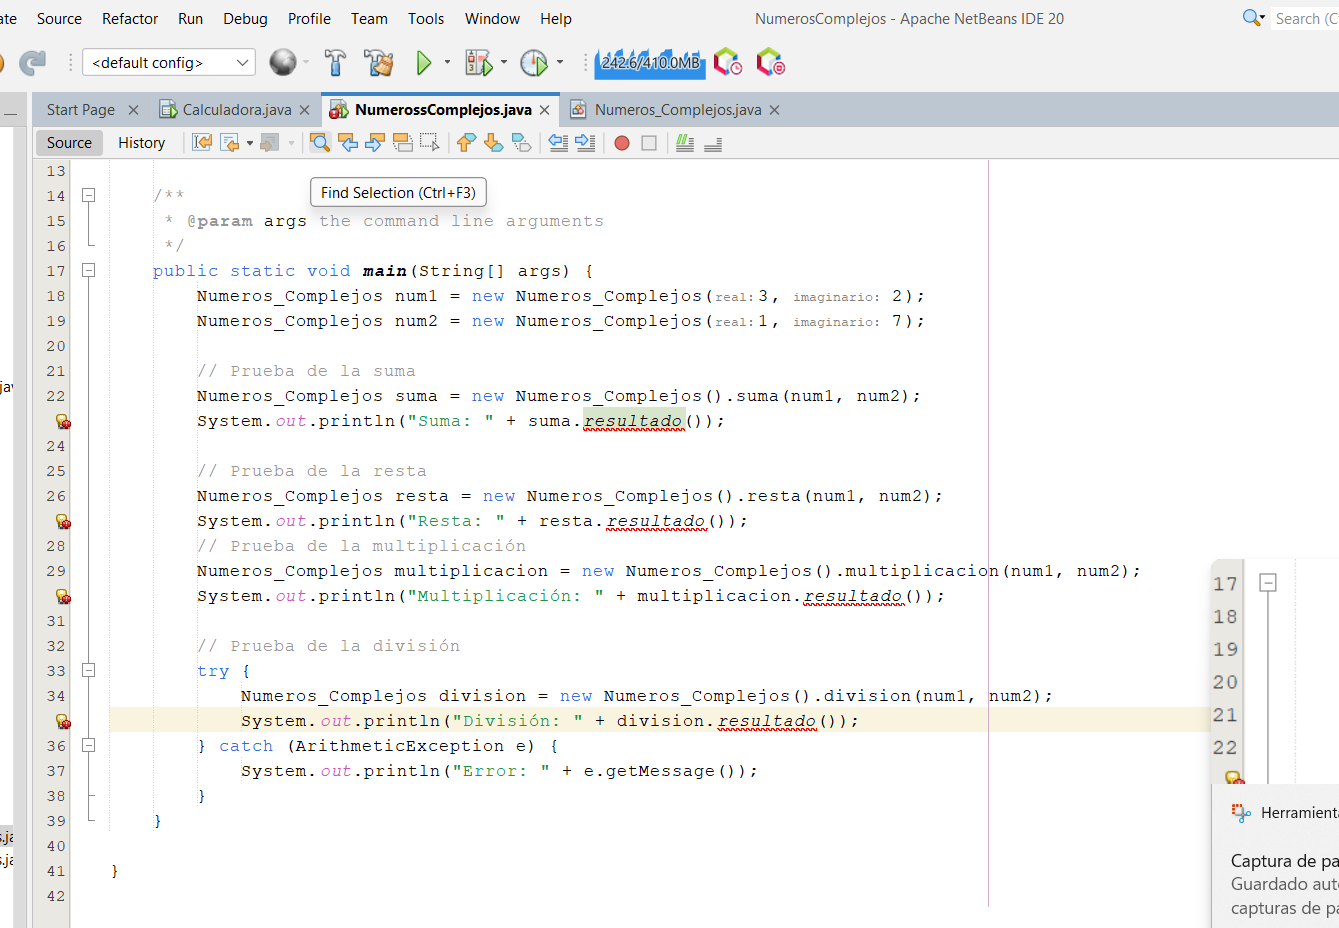 ate Source Refactor Run Debug Profile Team Tools Window Help NumerosComplejos - Apache NetBeans IDE 20 Search (C
<default config> 242.6/410.0MB
Start Page Calculadora.java NumerossComplejos.java Numeros_Complejos.java
Source History
Find Selection (Ctrl+F3)
13
14 /**
15 * @param args the command line arguments
16 */
17 public static void main(String[] args) {
18 Numeros_Complejos num1 = new Numeros_Complejos(real: 3, imaginario: 2);
19 Numeros_Complejos num2 = new Numeros_Complejos(real: 1, imaginario: 7);
20
21 // Prueba de la suma
22 Numeros_Complejos suma = new Numeros_Complejos().suma(num1, num2);
System.out.println("Suma: " + suma.resultado());
24
25 // Prueba de la resta
26 Numeros_Complejos resta = new Numeros_Complejos().resta(num1, num2);
System.out.println("Resta: " + resta.resultado());
28 // Prueba de la multiplicación
29 Numeros_Complejos multiplicacion = new Numeros_Complejos().multiplicacion(num1, num2);
System.out.println("Multiplicación: " + multiplicacion.resultado());
31
32 // Prueba de la división
33 try {
34 Numeros_Complejos division = new Numeros_Complejos().division(num1, num2);
System.out.println("División: " + division.resultado());
36 } catch (ArithmeticException e) {
37 System.out.println("Error: " + e.getMessage());
38 }
39 }
40
41 }
42
.jav
s.ja
s.ja
17
18
19
20
21
22
Herramienta
Captura de pa
Guardado auto
capturas de pa